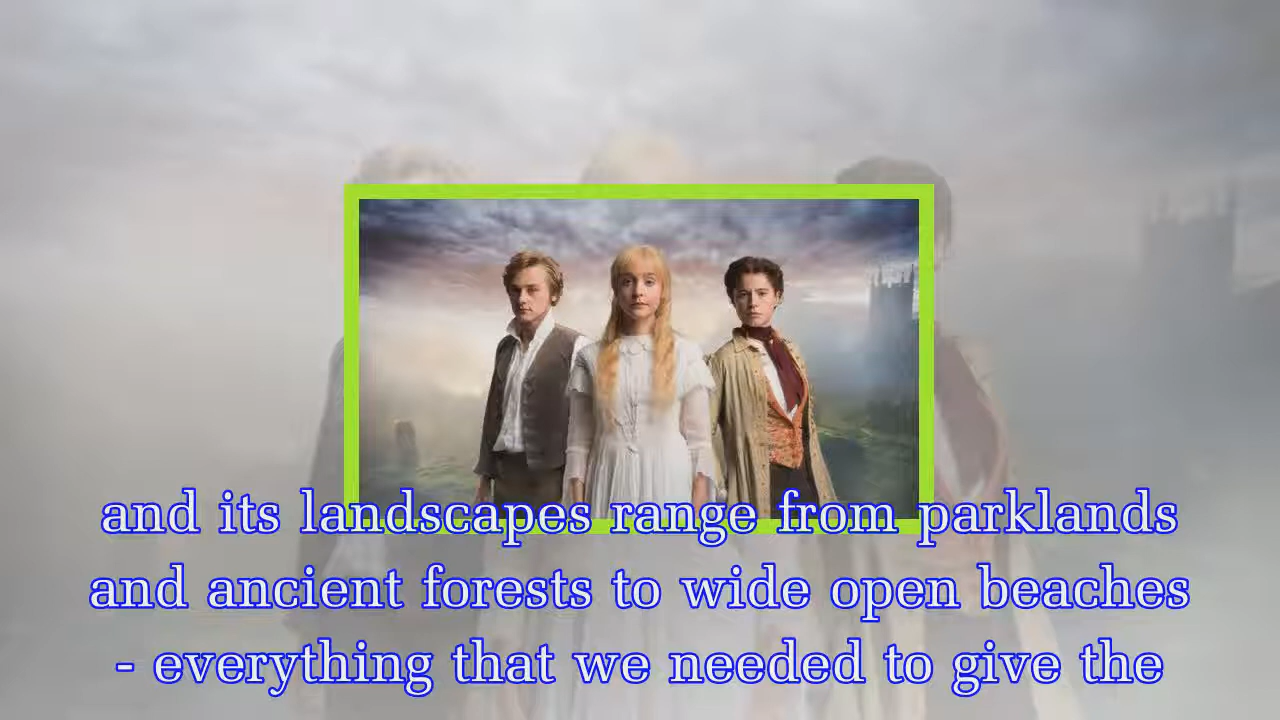 and its landscapes range from parklands
and ancient forests to wide open beaches
- everything that we needed to give the